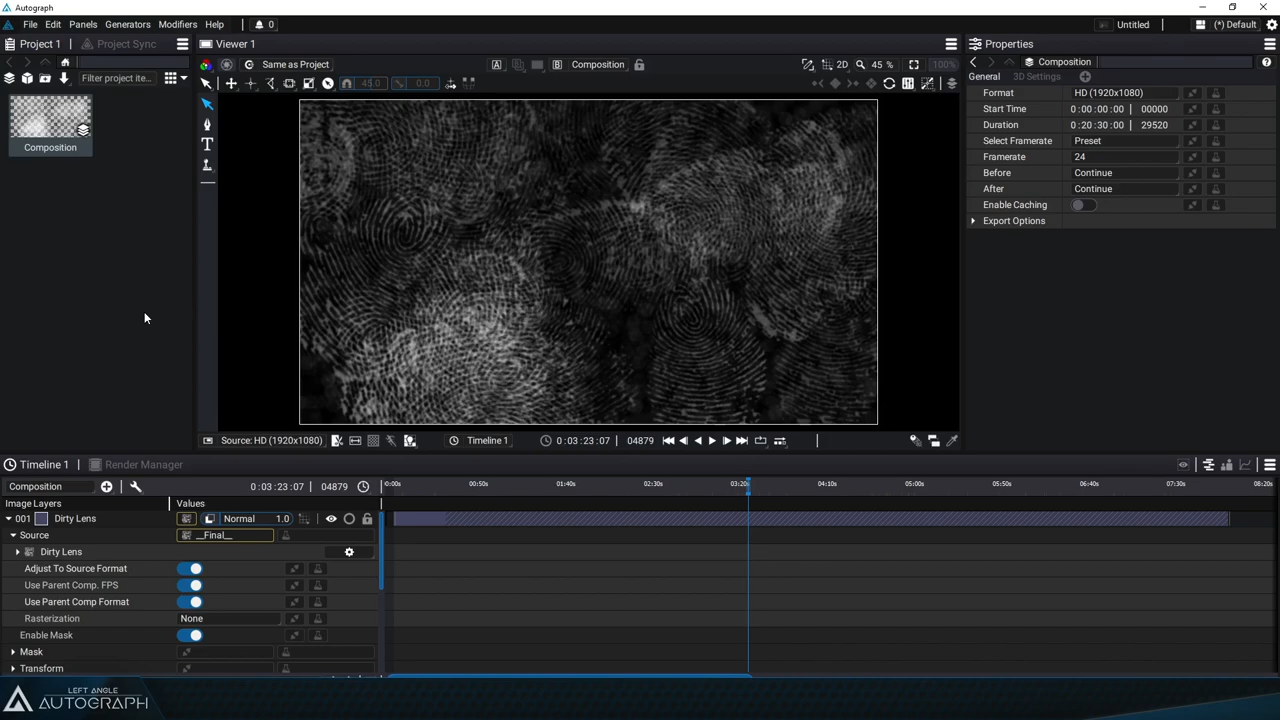 Autograph
File Edit Panels Generators Modifiers Help 0 Untitled (*) Default
Project 1 Project Sync
Filter project ite...
Composition
Viewer 1
Same as Project A B Composition 2D 45 % 100%
45.0 0.0
T
Source: HD (1920x1080) Timeline 1 0:03:23:07 04879
Properties
Composition
General 3D Settings
Format HD (1920x1080)
Start Time 0:00:00:00 00000
Duration 0:20:30:00 29520
Select Framerate Preset
Framerate 24
Before Continue
After Continue
Enable Caching
Export Options
Timeline 1 Render Manager
Composition 0:03:23:07 04879 0:00s 00:50s 01:40s 02:30s 03:20s 04:10s 05:00s 05:50s 06:40s 07:30s 08:20s
Image Layers Values
001 Dirty Lens Normal 1.0
Source __Final__
Dirty Lens
Adjust To Source Format
Use Parent Comp. FPS
Use Parent Comp Format
Rasterization None
Enable Mask
Mask
Transform
LEFT ANGLE
AUTOGRAPH